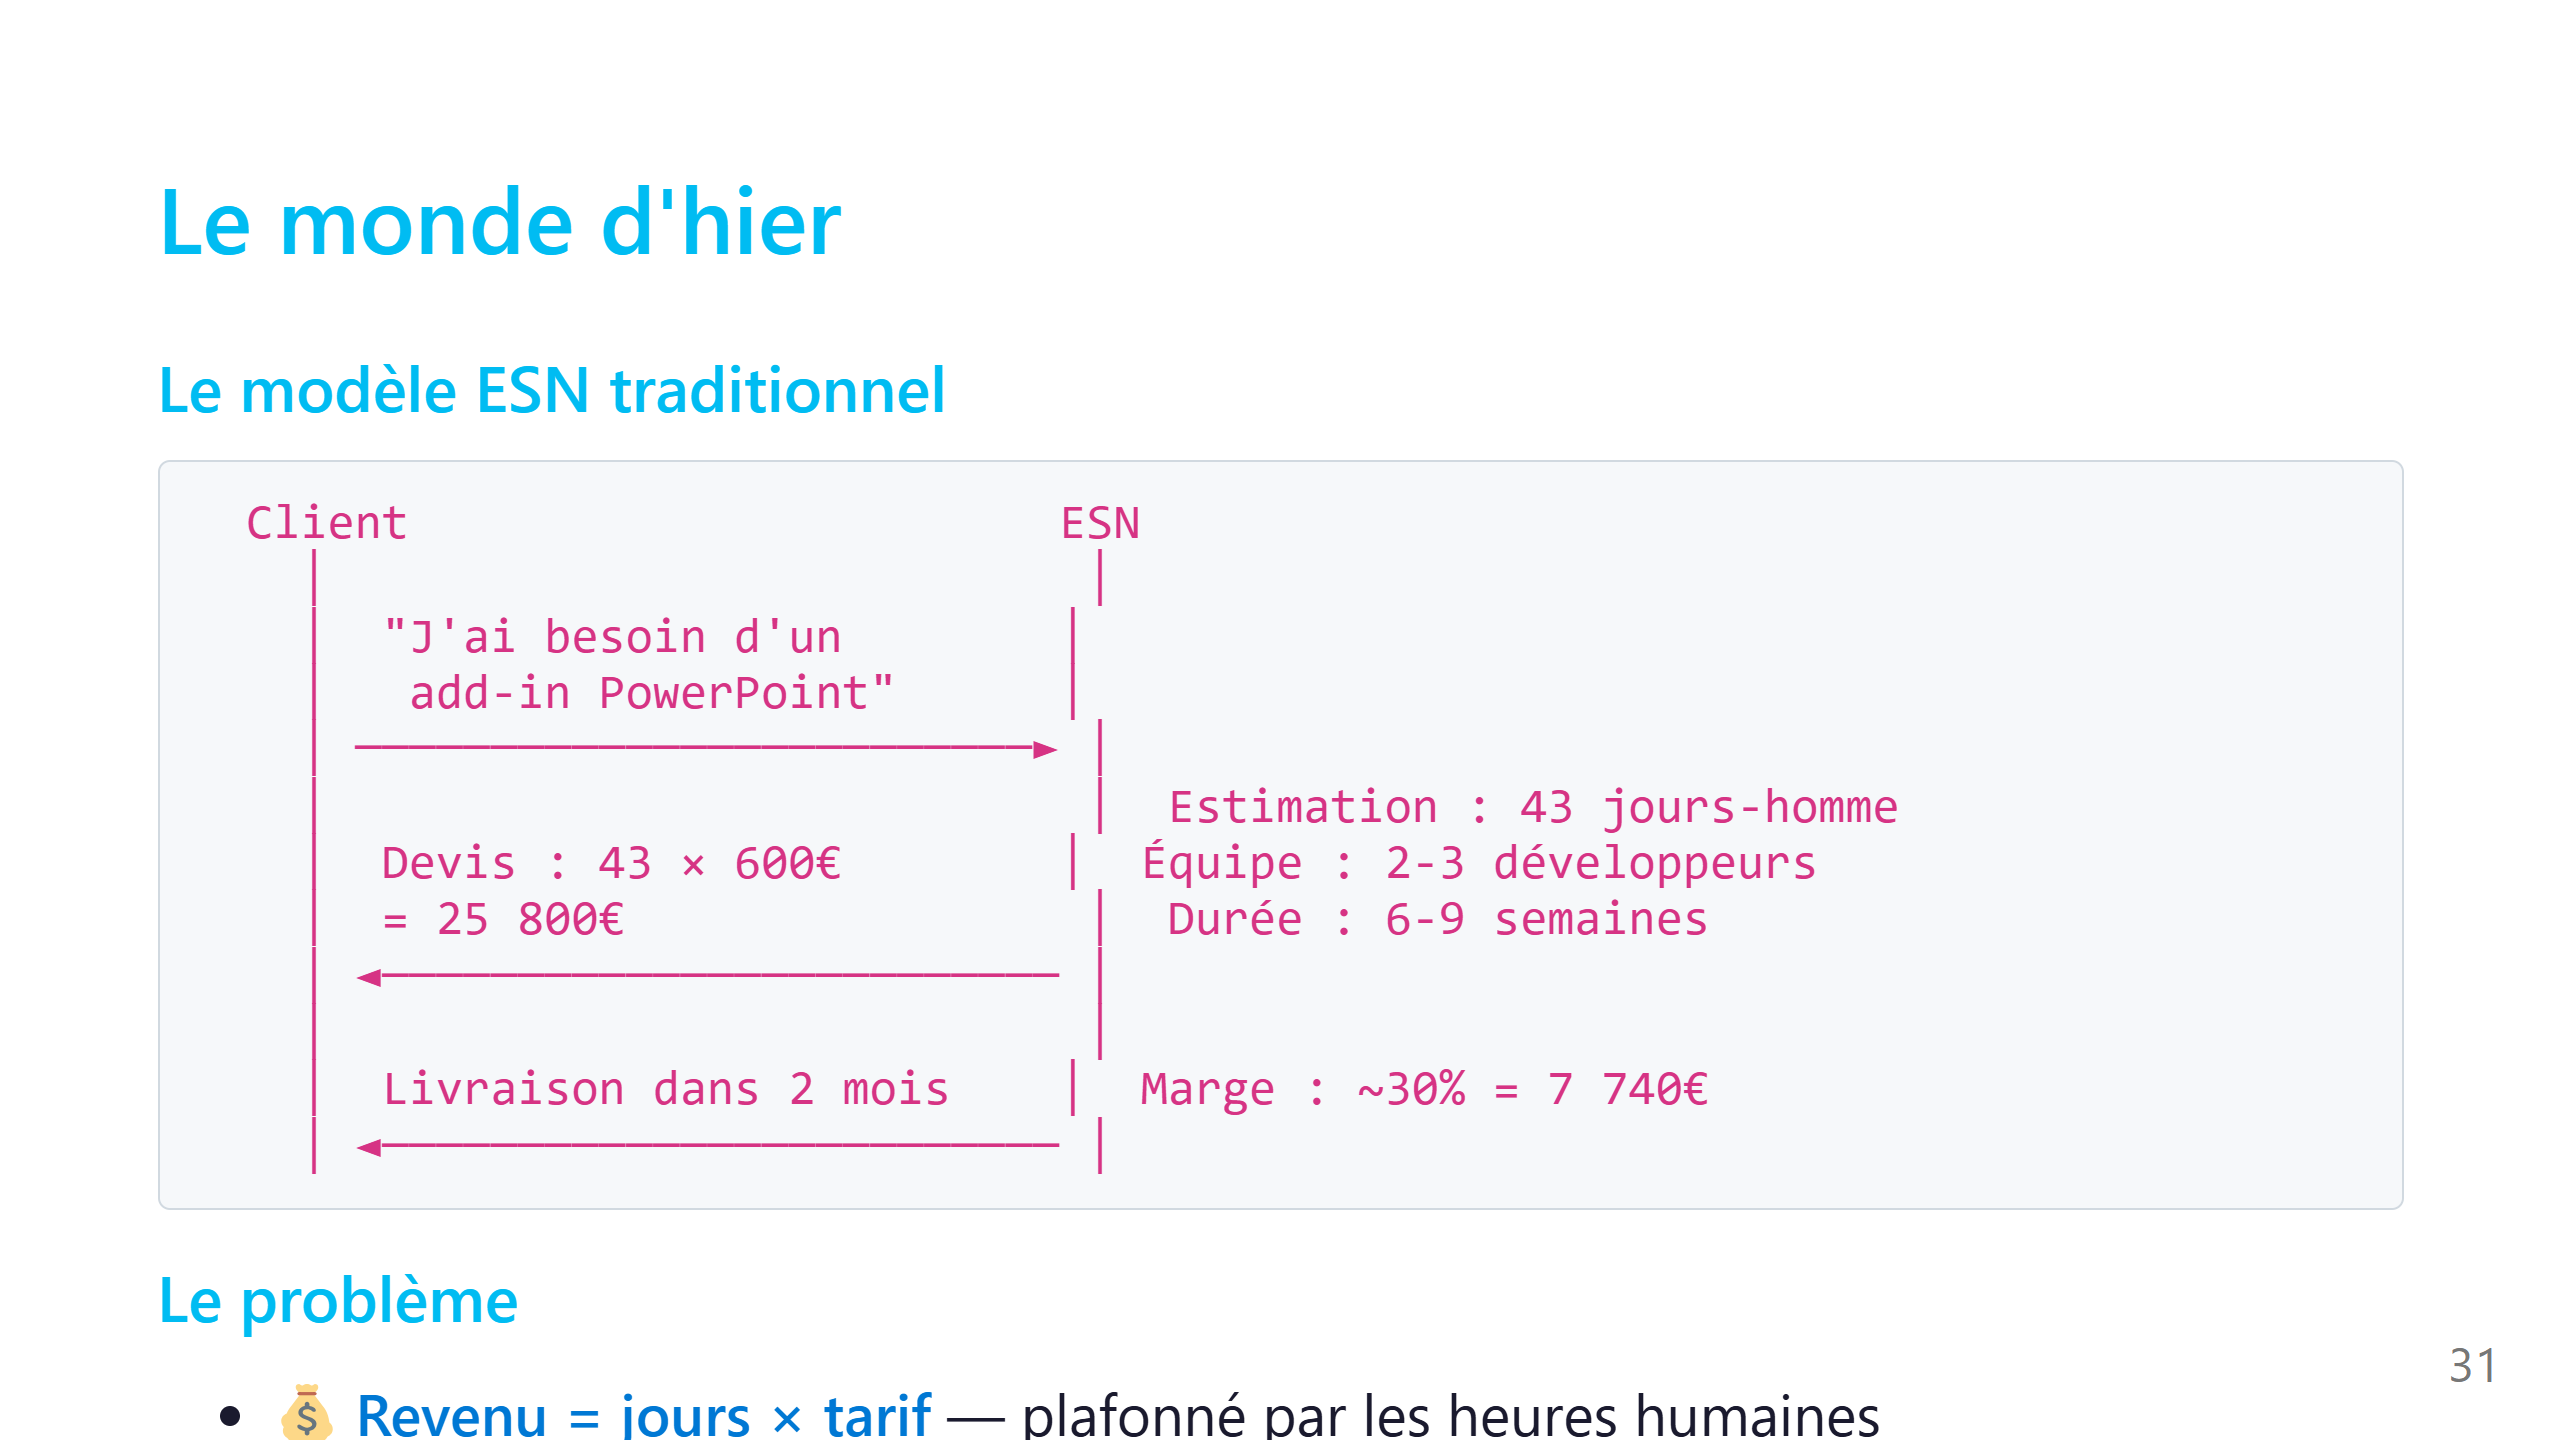 Le monde d'hier
Le modèle ESN traditionnel
Client ESN
"J'ai besoin d'un
add-in PowerPoint"
Estimation : 43 jours-homme
Devis : 43 × 600€ Équipe : 2-3 développeurs
= 25 800€ Durée : 6-9 semaines
Livraison dans 2 mois Marge : ~30% = 7 740€
Le problème
• 💰 Revenu = jours × tarif — plafonné par les heures humaines
31